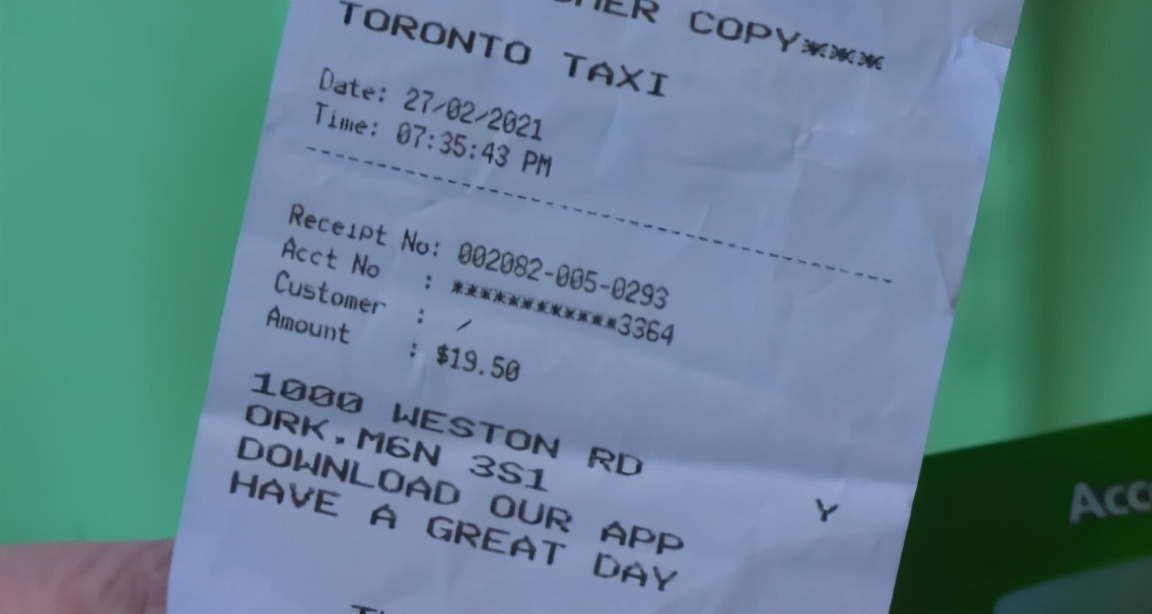 COPY***
TORONTO TAXI
Date: 27/02/2021
Time: 07:35:43 PM
--------------------------------
Receipt No: 002082-005-0293
Acct No : ************3364
Customer : /
Amount : $19.50
1000 WESTON RD Y
ORK.M6N 3S1
DOWNLOAD OUR APP
HAVE A GREAT DAY